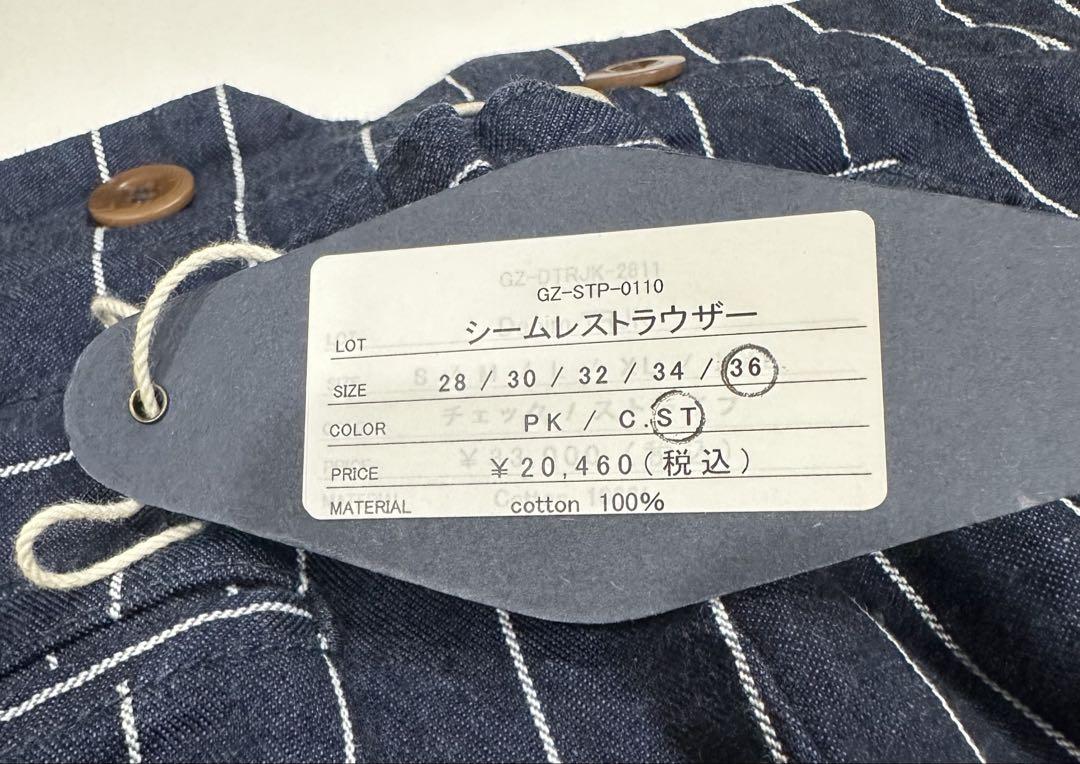 GZ-DTRJK-2811
GZ-STP-0110
LOT シームレストラウザー
SIZE 28 / 30 / 32 / 34 / 36
COLOR PK / C.ST
PRICE ¥20,460(税込)
MATERIAL cotton 100%